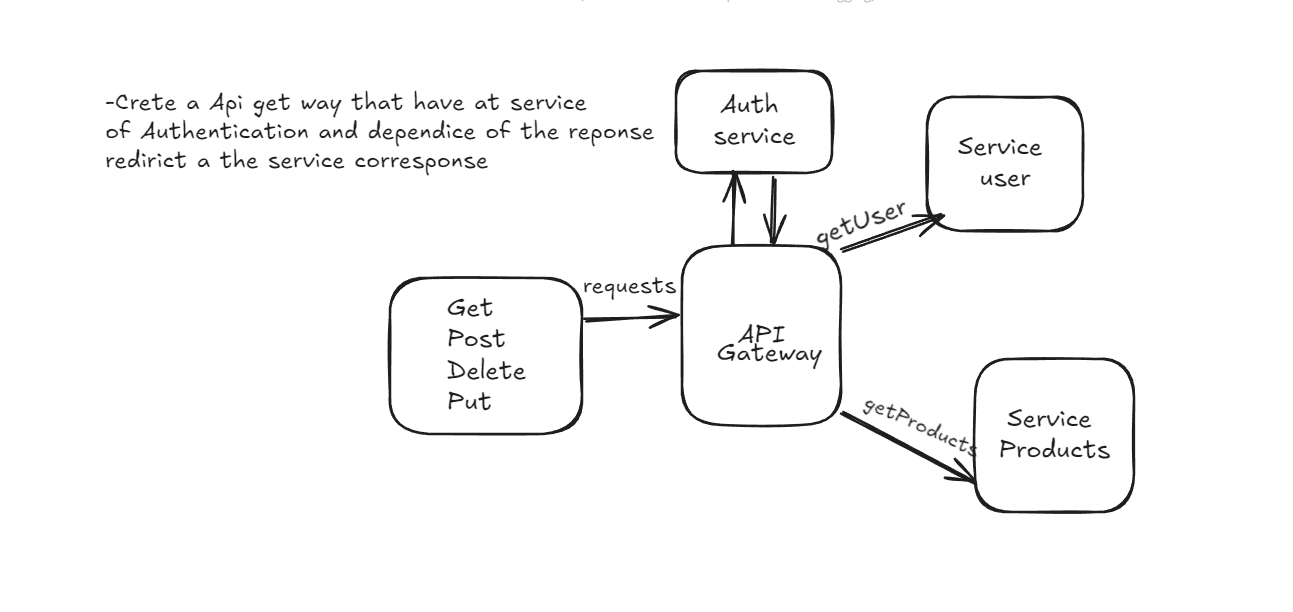 -Crete a Api get way that have at service
of Authentication and dependice of the reponse
redirict a the service corresponse
Auth
service
Service
user
getUser
requests
Get
Post
Delete
Put
API
Gateway
getProducts
Service
Products